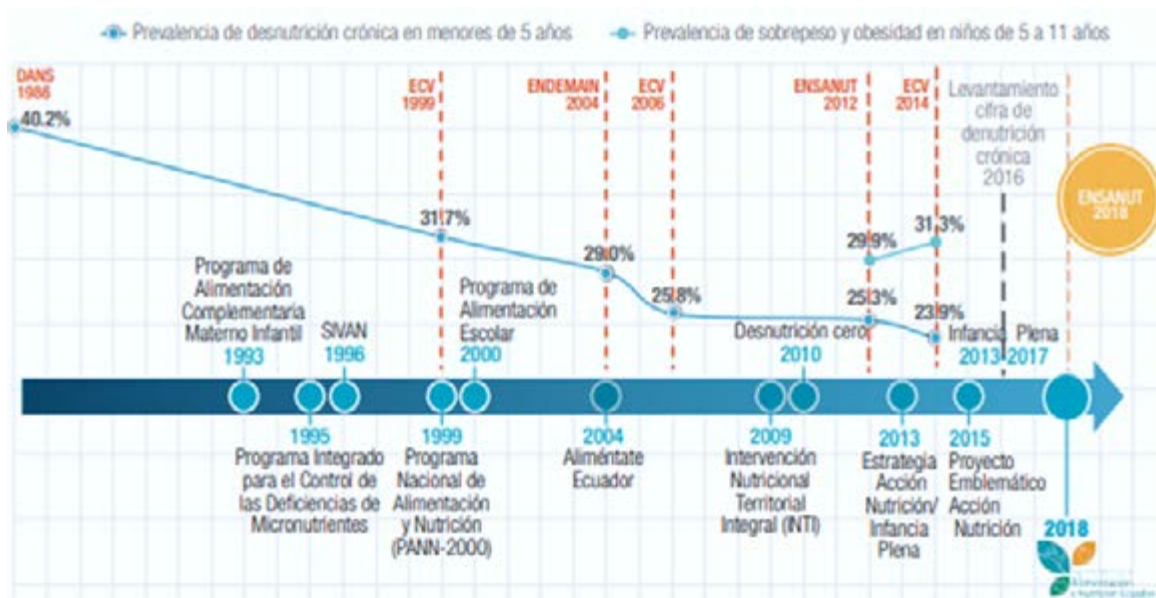 Prevalencia de desnutrición crónica en menores de 5 años
Prevalencia de sobrepeso y obesidad en niños de 5 a 11 años
DANS
1986
ECV
1999
ENDEMAIN
2004
ECV
2006
ENSANUT
2012
ECV
2014
Levantamiento
cifra de
denutrición
crónica
2016
ENSANUT
2018
40.2%
31.7%
29.0%
25.8%
29.9%
31.3%
25.3%
23.9%
Programa de
Alimentación
Complementaria
Materno Infantil
1993
SIVAN
1996
Programa de
Alimentación
Escolar
2000
Desnutrición cero
2010
Infancia Plena
2013-2017
1995
Programa Integrado
para el Control de
las Deficiencias de
Micronutrientes
1999
Programa
Nacional de
Alimentación
y Nutrición
(PANN-2000)
2004
Aliméntate
Ecuador
2009
Intervención
Nutricional
Territorial
Integral (INTI)
2013
Estrategia
Acción
Nutrición/
Infancia
Plena
2015
Proyecto
Emblemático
Acción
Nutrición
2018